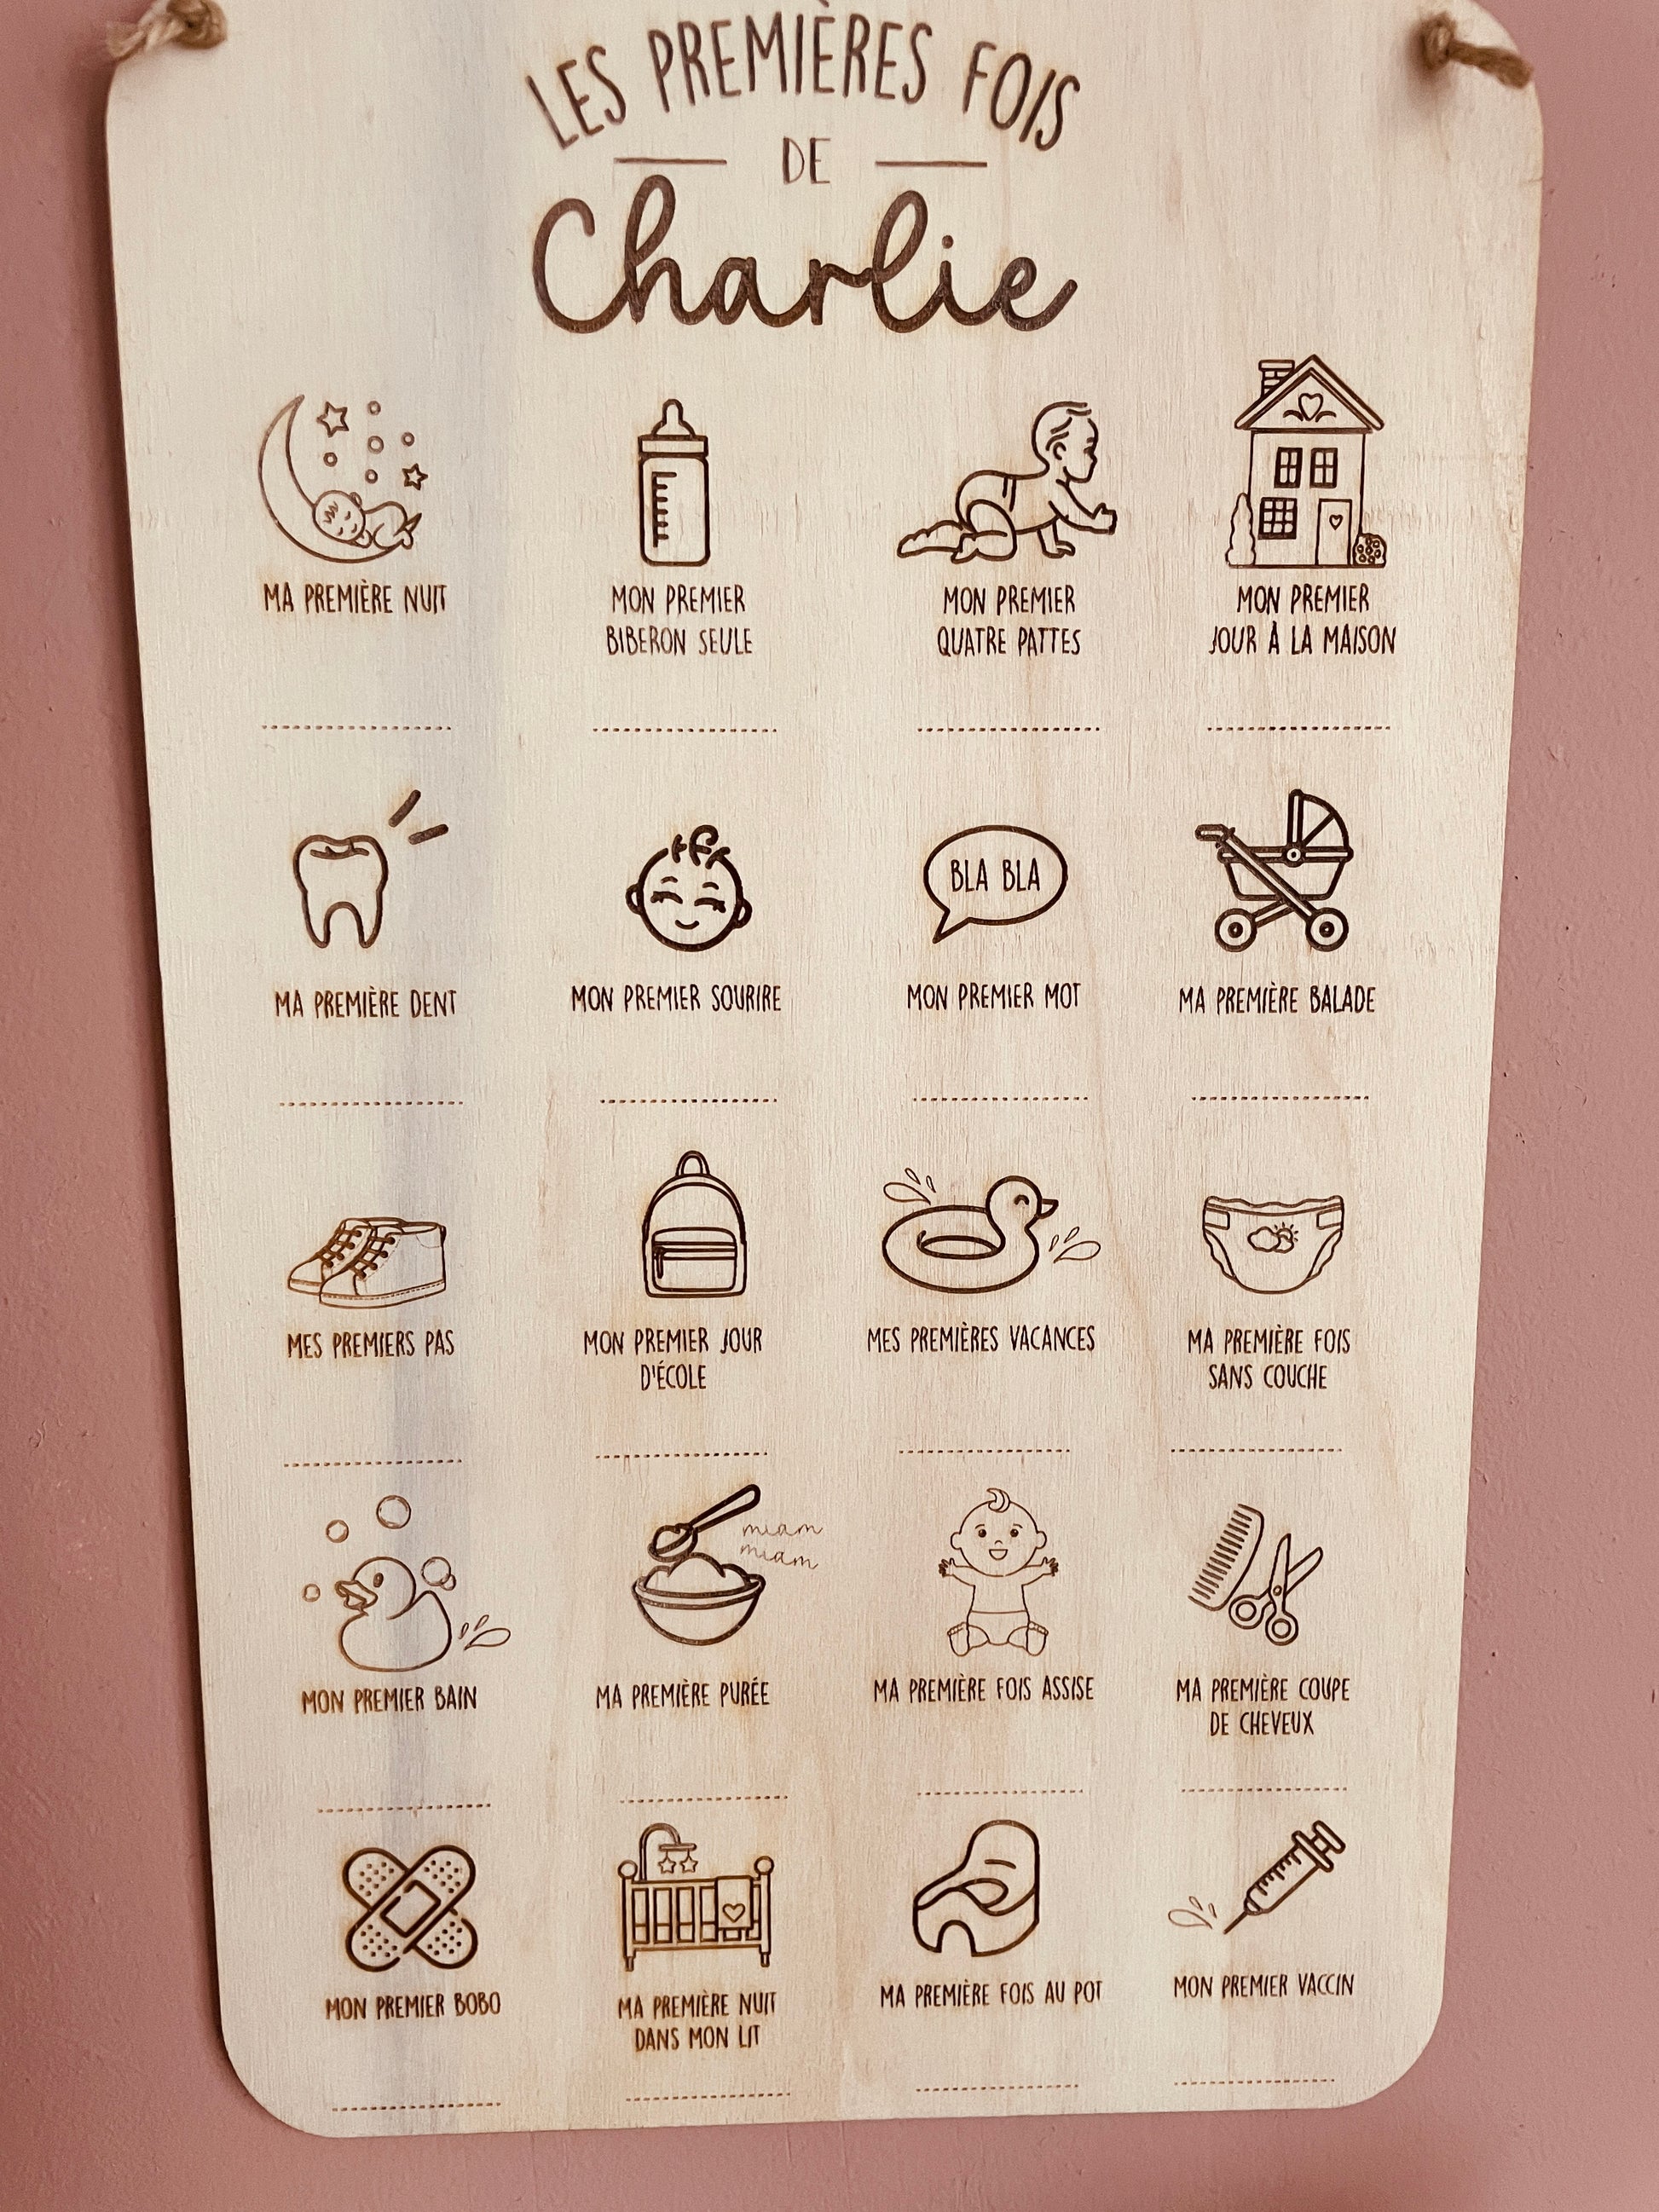 LES PREMIÈRES FOIS
DE
Charlie
MA PREMIÈRE NUIT
MON PREMIER
BIBERON SEULE
MON PREMIER
QUATRE PATTES
MON PREMIER
JOUR À LA MAISON
MA PREMIÈRE DENT
MON PREMIER SOURIRE
BLA BLA
MON PREMIER MOT
MA PREMIÈRE BALADE
MES PREMIERS PAS
MON PREMIER JOUR
D'ÉCOLE
MES PREMIÈRES VACANCES
MA PREMIÈRE FOIS
SANS COUCHE
MON PREMIER BAIN
miam
miam
MA PREMIÈRE PURÉE
MA PREMIÈRE FOIS ASSISE
MA PREMIÈRE COUPE
DE CHEVEUX
MON PREMIER BOBO
MA PREMIÈRE NUIT
DANS MON LIT
MA PREMIÈRE FOIS AU POT
MON PREMIER VACCIN